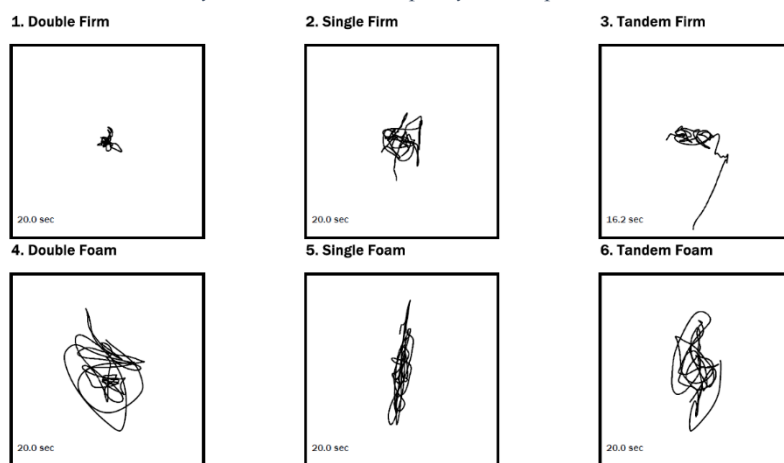 1. Double Firm
2. Single Firm
3. Tandem Firm
20.0 sec
20.0 sec
16.2 sec
4. Double Foam
5. Single Foam
6. Tandem Foam
20.0 sec
20.0 sec
20.0 sec